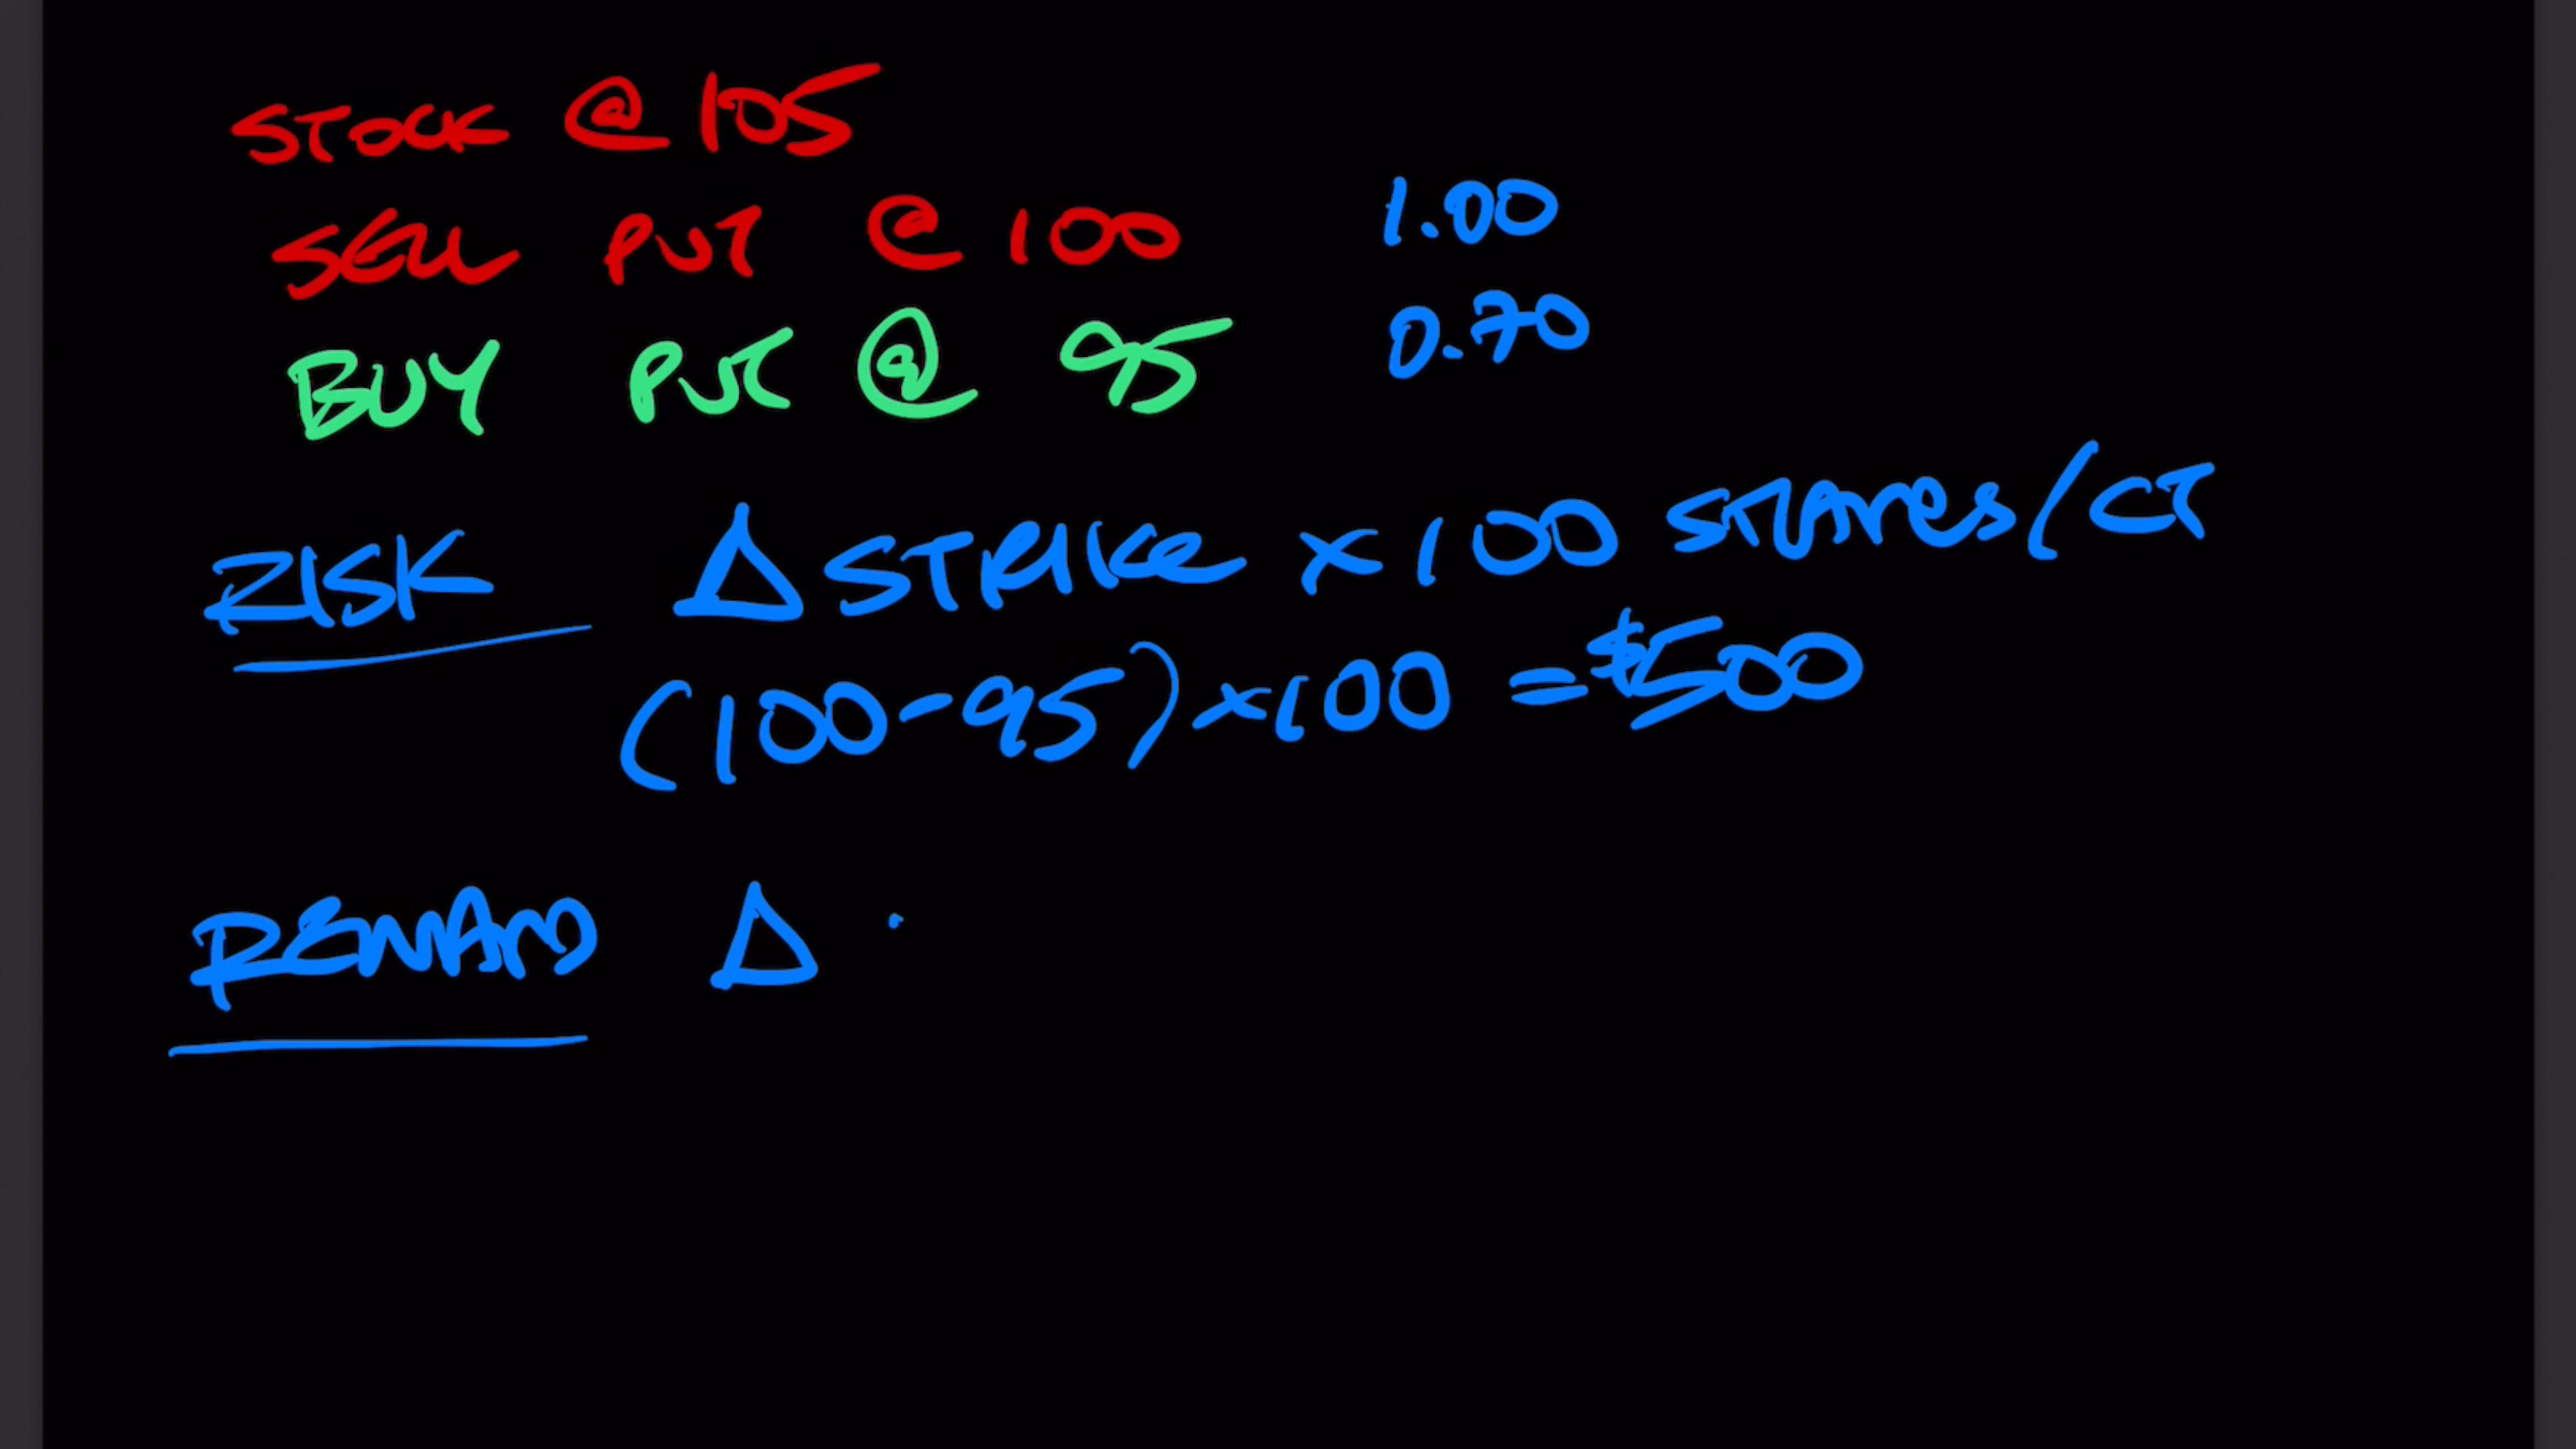 STOCK @ 105
SELL PUT @ 100 1.00
BUY PUT @ 95 0.70
RISK Δ STRIKE × 100 SHARES/CT
(100-95) × 100 = $500
REWARD Δ